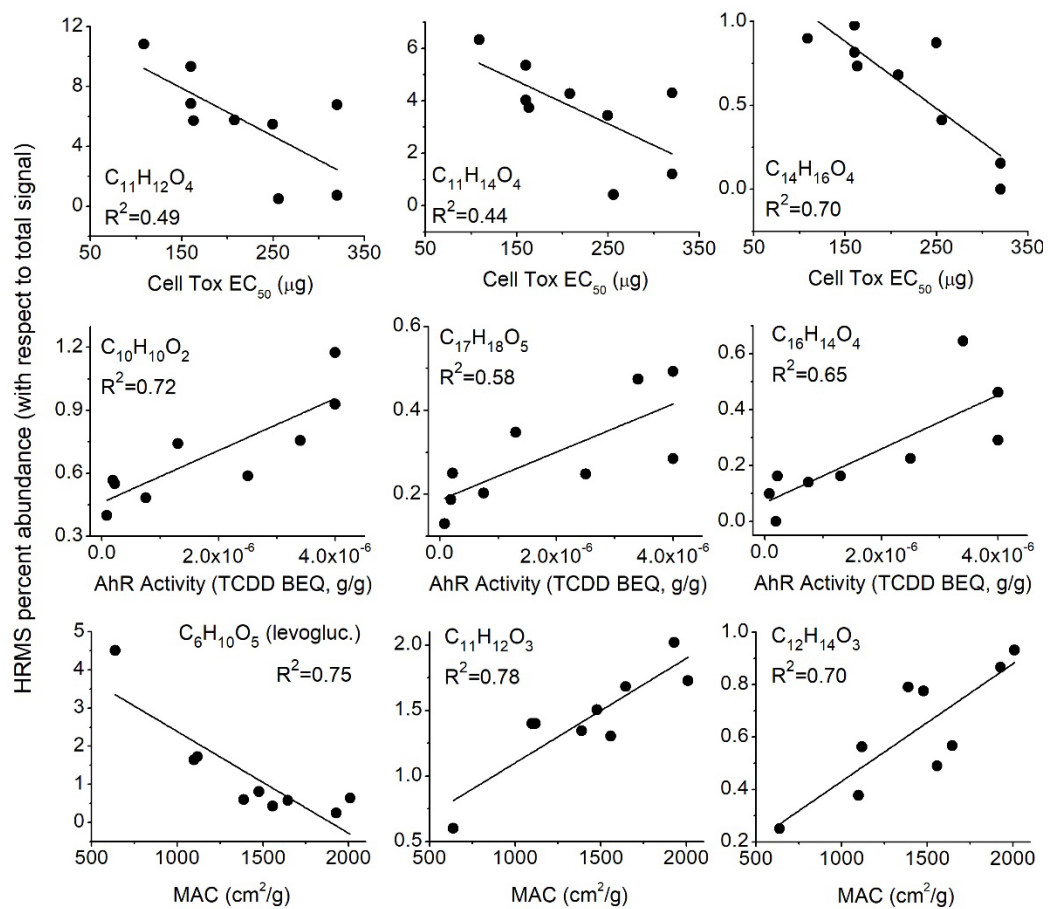 HRMS percent abundance (with respect to total signal)
12
8
4
0
C₁₁H₁₂O₄
R²=0.49
50 150 250 350
Cell Tox EC₅₀ (μg)
6
4
2
0
C₁₁H₁₄O₄
R²=0.44
50 150 250 350
Cell Tox EC₅₀ (μg)
1.0
0.5
0.0
C₁₄H₁₆O₄
R²=0.70
50 150 250 350
Cell Tox EC₅₀ (μg)
1.2
0.9
0.6
0.3
C₁₀H₁₀O₂
R²=0.72
0.0 2.0x10⁻⁶ 4.0x10⁻⁶
AhR Activity (TCDD BEQ, g/g)
0.6
0.4
0.2
C₁₇H₁₈O₅
R²=0.58
0.0 2.0x10⁻⁶ 4.0x10⁻⁶
AhR Activity (TCDD BEQ, g/g)
0.6
0.4
0.2
0.0
C₁₆H₁₄O₄
R²=0.65
0.0 2.0x10⁻⁶ 4.0x10⁻⁶
AhR Activity (TCDD BEQ, g/g)
5
4
3
2
1
0
C₆H₁₀O₅ (levogluc.)
R²=0.75
500 1000 1500 2000
MAC (cm²/g)
2.0
1.5
1.0
0.5
C₁₁H₁₂O₃
R²=0.78
500 1000 1500 2000
MAC (cm²/g)
1.0
0.8
0.6
0.4
0.2
C₁₂H₁₄O₃
R²=0.70
500 1000 1500 2000
MAC (cm²/g)